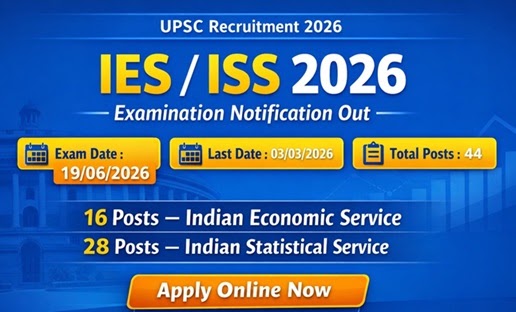 UPSC Recruitment 2026
IES / ISS 2026
Examination Notification Out
Exam Date :
19/06/2026
Last Date : 03/03/2026
Total Posts : 44
16 Posts — Indian Economic Service
28 Posts — Indian Statistical Service
Apply Online Now